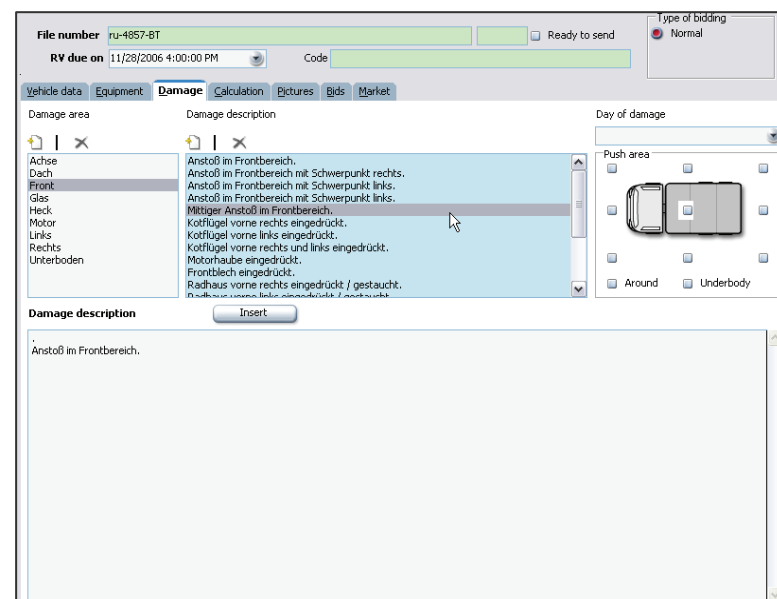 Type of bidding
File number ru-4857-BT Ready to send Normal
RV due on 11/28/2006 4:00:00 PM Code
Vehicle data Equipment Damage Calculation Pictures Bids Market
Damage area Damage description Day of damage
Push area
Achse
Dach
Front
Glas
Heck
Motor
Links
Rechts
Unterboden
Anstoß im Frontbereich.
Anstoß im Frontbereich mit Schwerpunkt rechts.
Anstoß im Frontbereich mit Schwerpunkt links.
Anstoß im Frontbereich mit Schwerpunkt links.
Mittiger Anstoß im Frontbereich.
Kotflügel vorne rechts eingedrückt.
Kotflügel vorne links eingedrückt.
Kotflügel vorne rechts und links eingedrückt.
Motorhaube eingedrückt.
Frontblech eingedrückt.
Radhaus vorne rechts eingedrückt / gestaucht.
Radhaus vorne links eingedrückt / gestaucht
Around Underbody
Damage description Insert
.
Anstoß im Frontbereich.